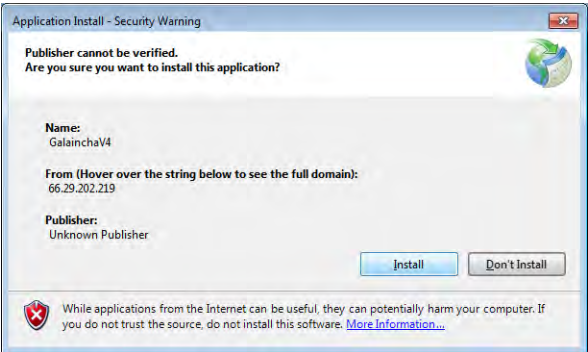 Application Install - Security Warning
Publisher cannot be verified.
Are you sure you want to install this application?
Name:
GalainchaV4
From (Hover over the string below to see the full domain):
66.29.202.219
Publisher:
Unknown Publisher
Install
Don't Install
While applications from the Internet can be useful, they can potentially harm your computer. If
you do not trust the source, do not install this software. More Information...